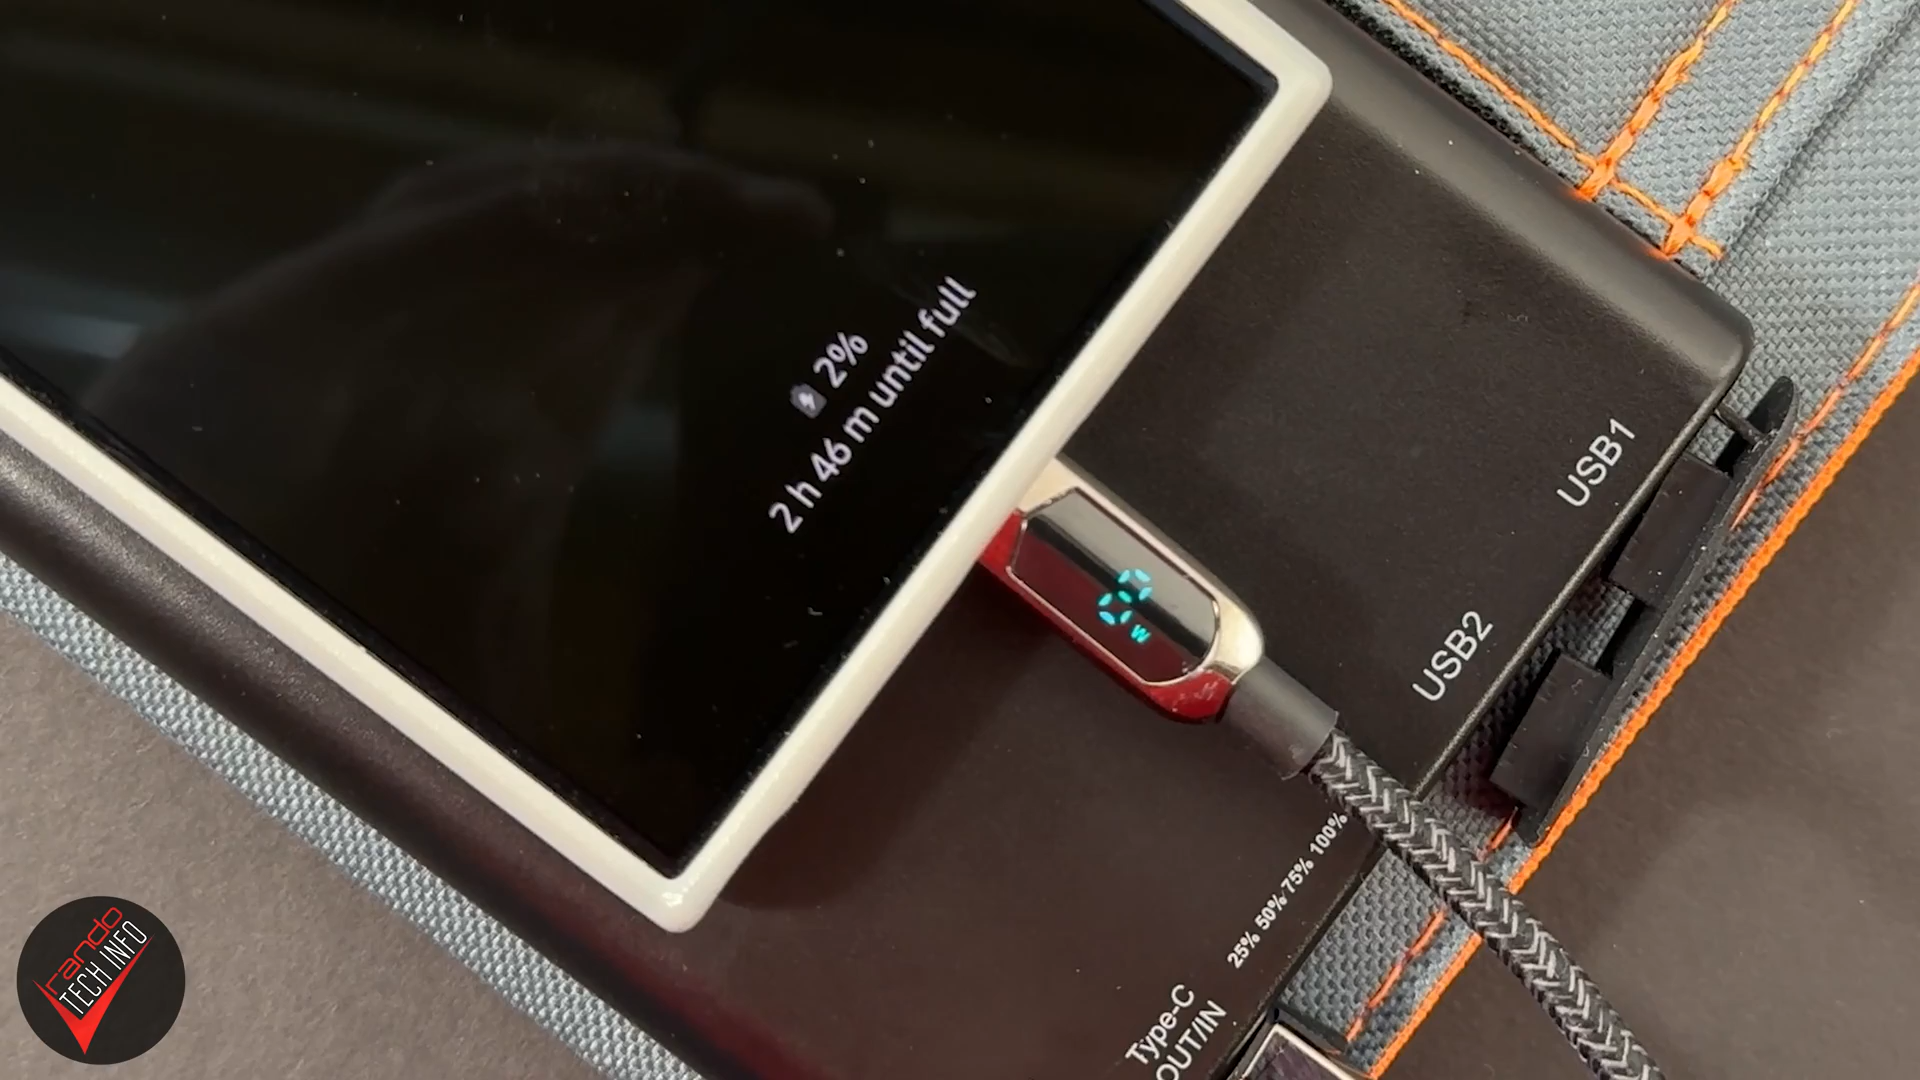 2%
2 h 46 m until full
W
USB1
USB2
25% 50% 75% 100%
Type-C
OUT/IN
rando
TECH INFO